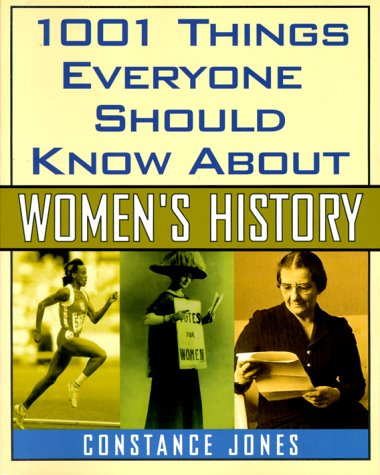 1001 THINGS
EVERYONE
SHOULD
KNOW ABOUT
WOMEN'S HISTORY
VOTES
FOR
WOMEN
CONSTANCE JONES